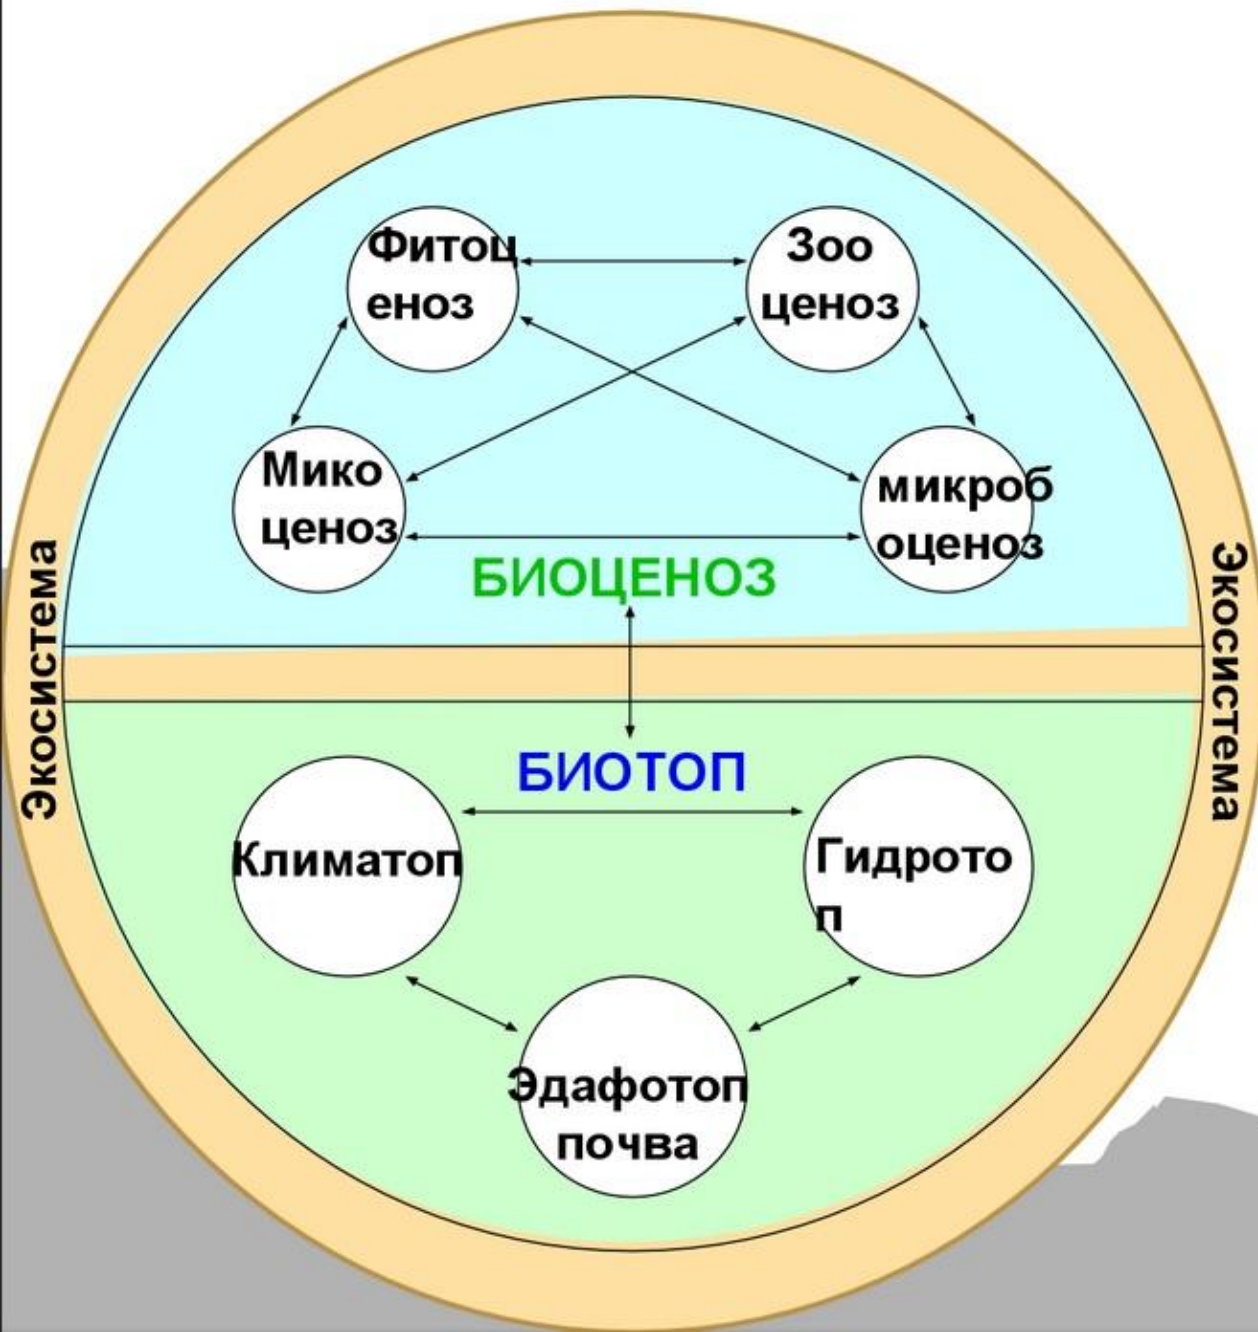 Фитоц
еноз
Зоо
ценоз
Мико
ценоз
микроб
оценоз
БИОЦЕНОЗ
Экосистема
Экосистема
БИОТОП
Климатоп
Гидрото
п
Эдафотоп
почва